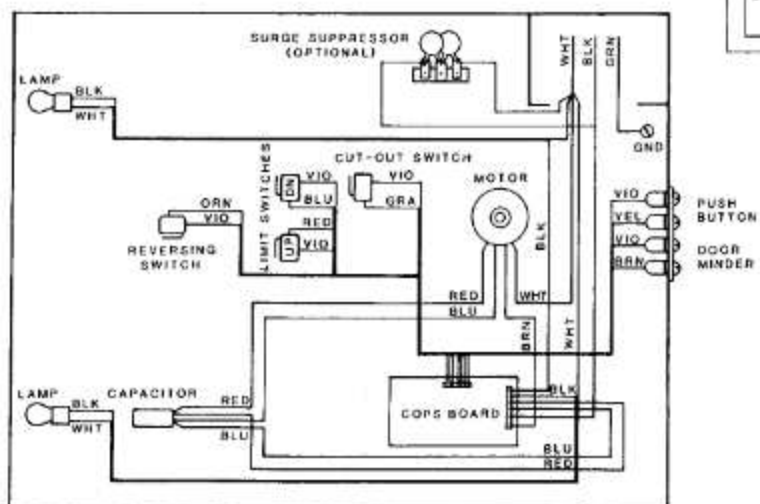 SURGE SUPPRESSOR
(OPTIONAL)
WHT
BLK
GRN
LAMP
BLK
WHT
GND
CUT-OUT SWITCH
LIMIT SWITCHES
DN
VIO
BLU
VIO
GRA
MOTOR
VIO
PUSH
BUTTON
YEL
ORN
VIO
RED
UP
VIO
BLK
VIO
DOOR
MINDER
BRN
REVERSING
SWITCH
RED
BLU
WHT
BRN
WHT
LAMP
BLK
WHT
CAPACITOR
RED
BLU
COPS BOARD
BLK
BLU
RED